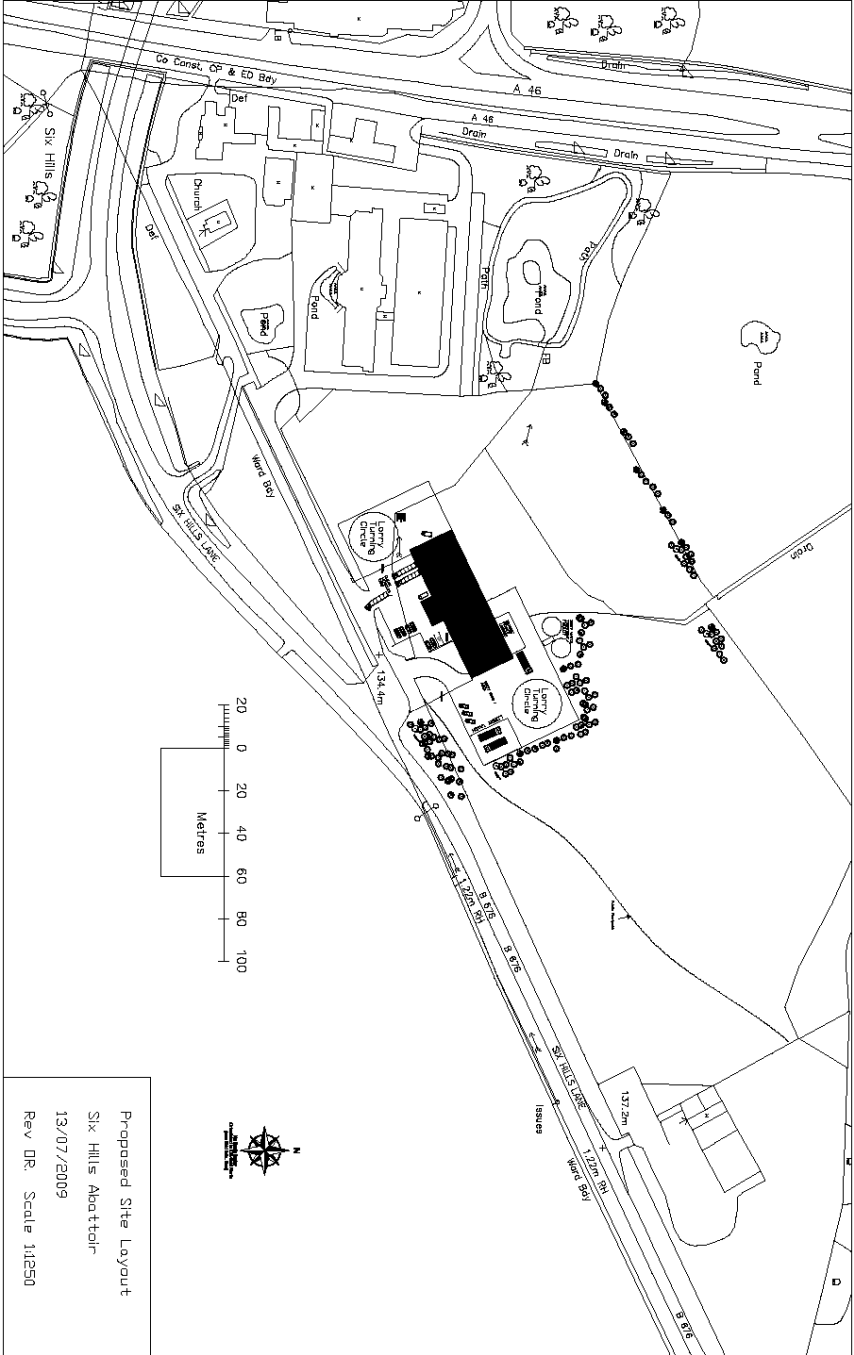 Co Const, CP & ED Bdy
A 46
Drain
A 46
Drain
Drain
Def
Six Hills
Church
Def
Pond
Pond
Path
Path
Pond
Pond
Drain
Ward Bdy
SIX HILLS LANE
Lorry
Turning
Circle
Lorry
Turning
Circle
134.4m
1.22m RH
B 676
B 676
SIX HILLS LANE
137.2m
1.22m RH
Ward Bdy
Issues
B 676
20 0 20 40 60 80 100
Metres
N
Proposed Site Layout
Six Hills Abattoir
13/07/2009
Rev OR. Scale 1:1250